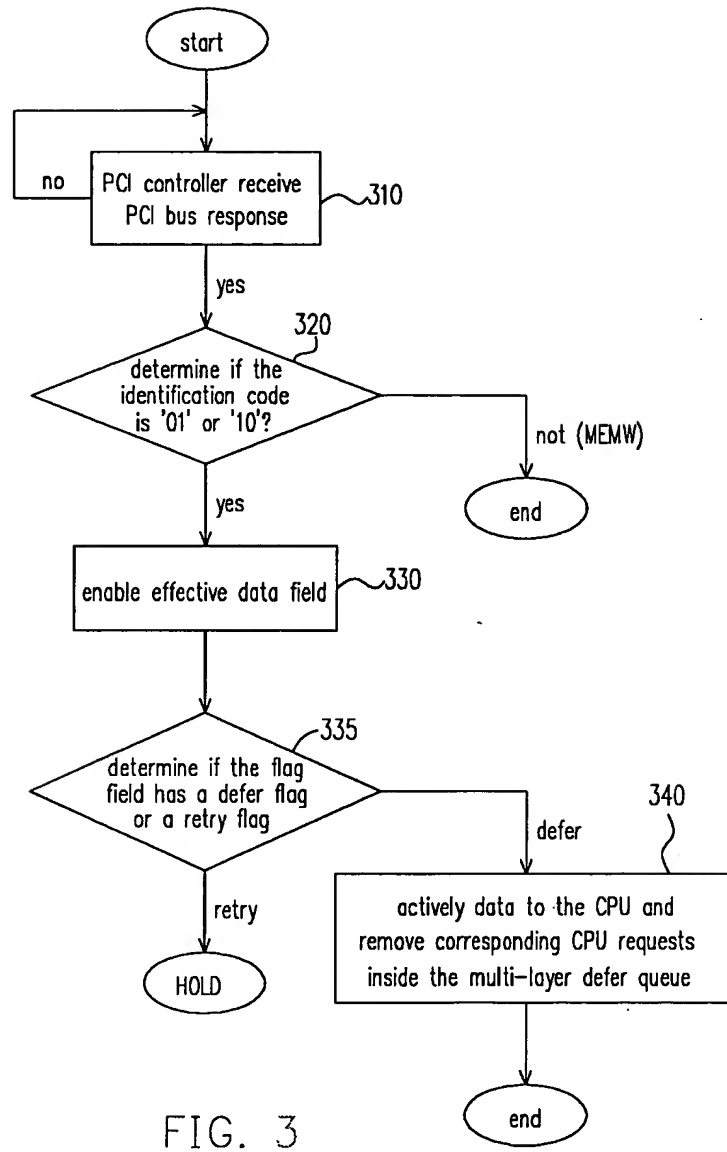 start
no
PCI controller receive
PCI bus response
310
yes
320
determine if the
identification code
is '01' or '10'?
not (MEMW)
end
yes
enable effective data field
330
335
determine if the flag
field has a defer flag
or a retry flag
defer
340
retry
actively data to the CPU and
remove corresponding CPU requests
inside the multi-layer defer queue
HOLD
end
FIG. 3